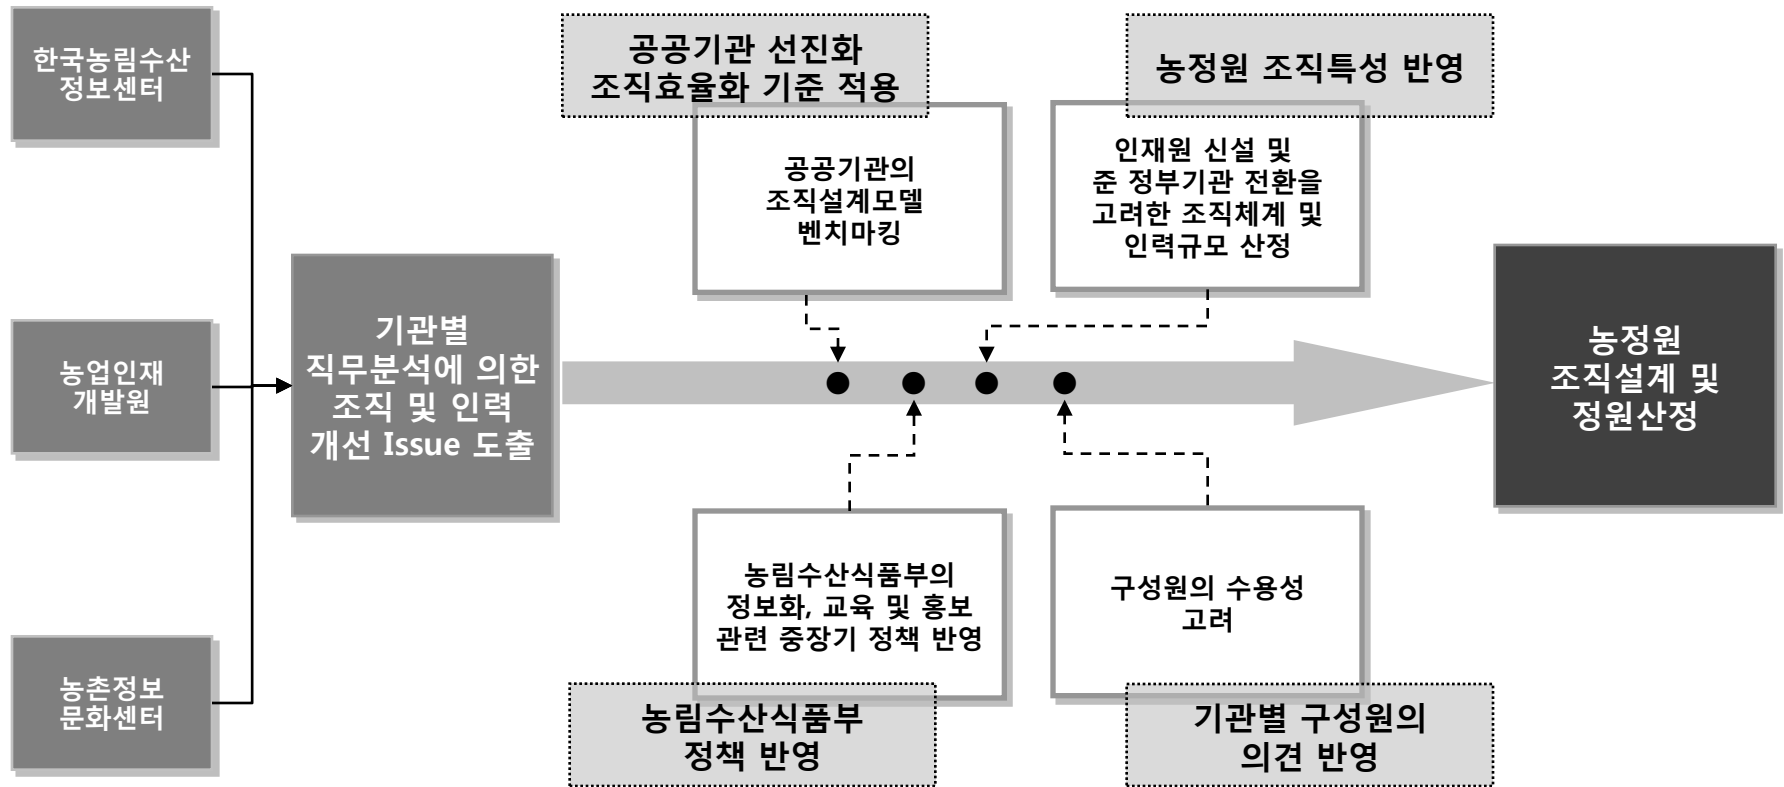 한국농림수산
정보센터
농업인재
개발원
농촌정보
문화센터
기관별
직무분석에 의한
조직 및 인력
개선 Issue 도출
공공기관 선진화
조직효율화 기준 적용
공공기관의
조직설계모델
벤치마킹
농정원 조직특성 반영
인재원 신설 및
준 정부기관 전환을
고려한 조직체계 및
인력규모 산정
농림수산식품부의
정보화, 교육 및 홍보
관련 중장기 정책 반영
농림수산식품부
정책 반영
구성원의 수용성
고려
기관별 구성원의
의견 반영
농정원
조직설계 및
정원산정